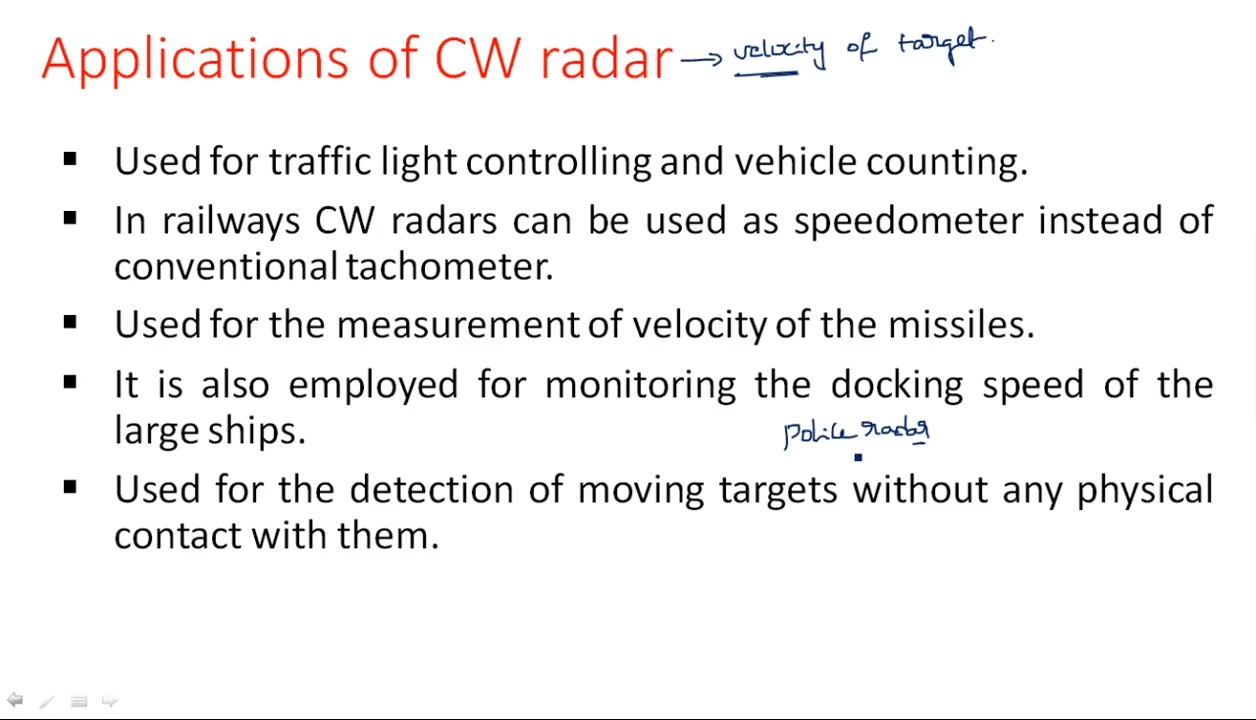 Applications of CW radar → velocity of target.
▪ Used for traffic light controlling and vehicle counting.
▪ In railways CW radars can be used as speedometer instead of
conventional tachometer.
▪ Used for the measurement of velocity of the missiles.
▪ It is also employed for monitoring the docking speed of the
large ships.
police radar
▪ Used for the detection of moving targets without any physical
contact with them.